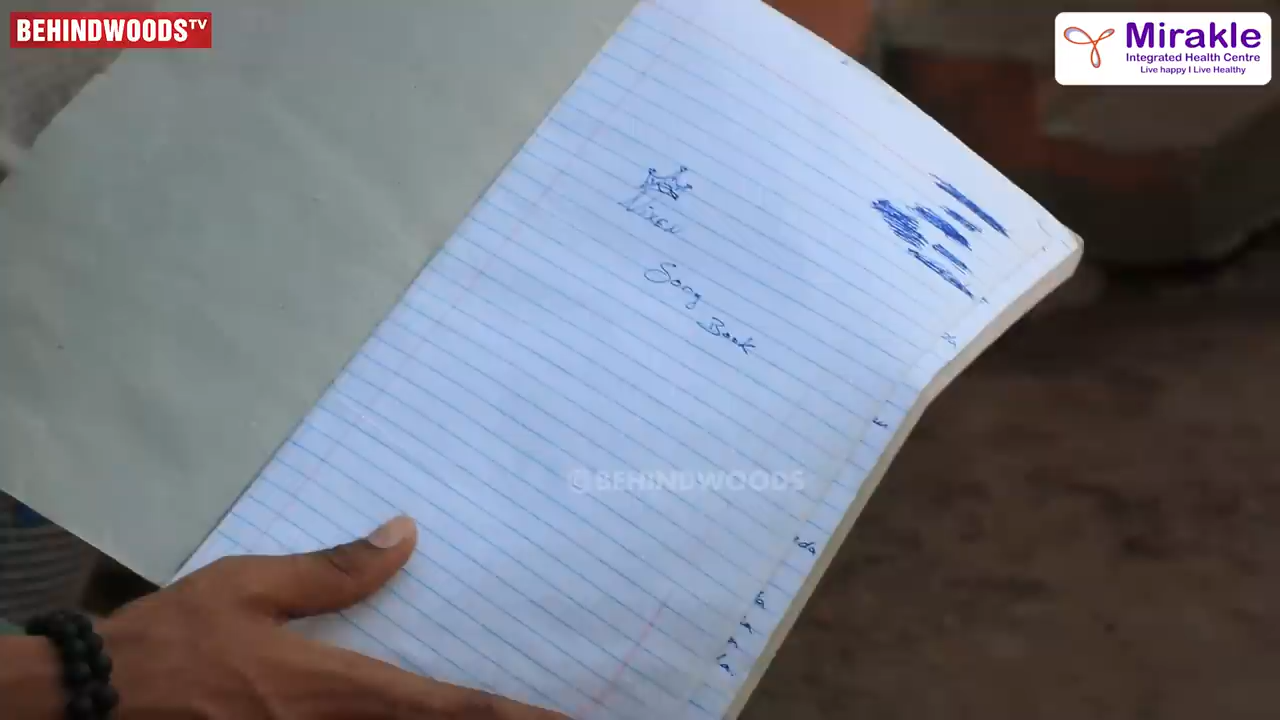 BEHINDWOODS TV
Mirakle
Integrated Health Centre
Live happy I Live Healthy
Song
Book
©BEHINDWOODS